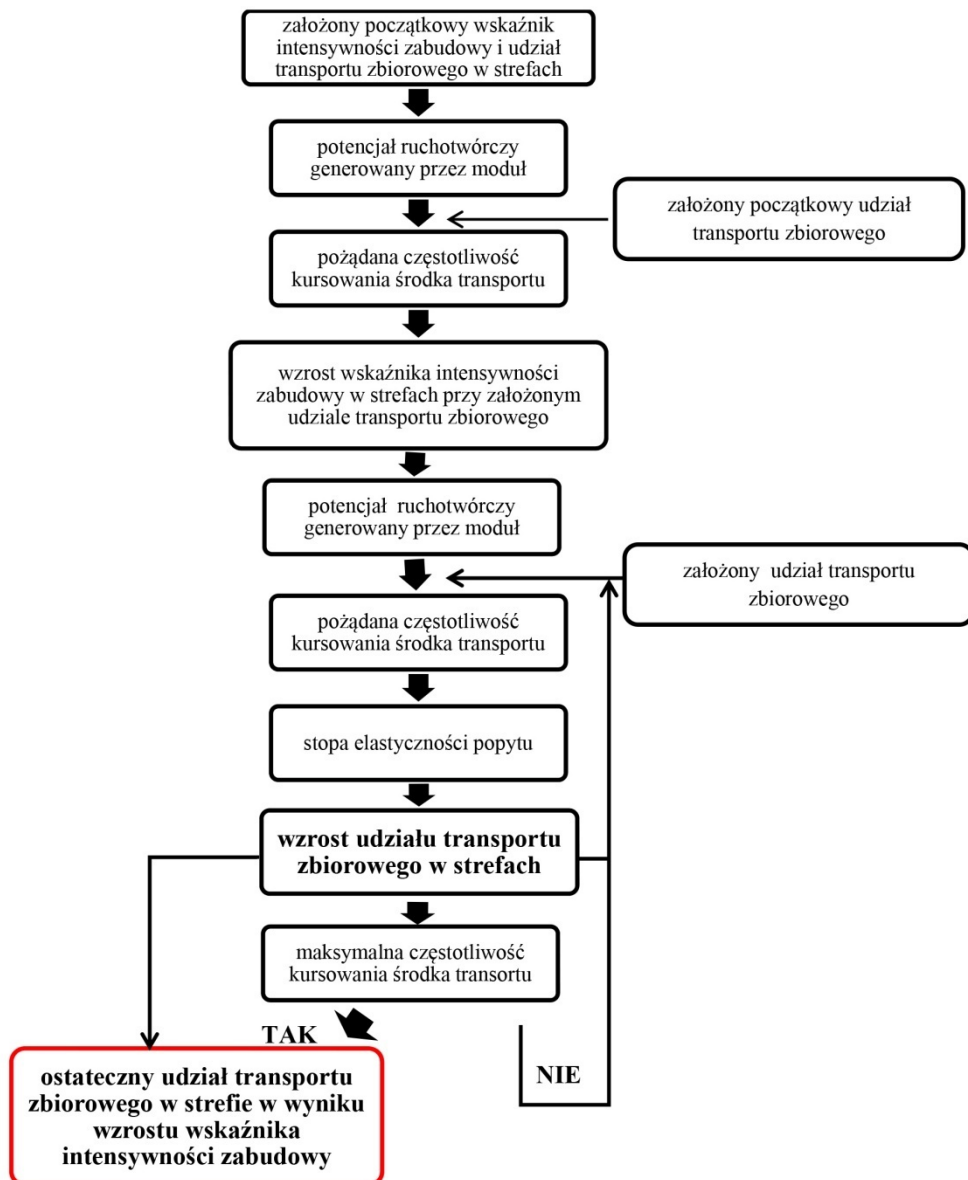 założony początkowy wskaźnik
intensywności zabudowy i udział
transportu zbiorowego w strefach
potencjał ruchotwórczy
generowany przez moduł
założony początkowy udział
transportu zbiorowego
pożądana częstotliwość
kursowania środka transportu
wzrost wskaźnika intensywności
zabudowy w strefach przy założonym
udziale transportu zbiorowego
potencjał ruchotwórczy
generowany przez moduł
założony udział transportu
zbiorowego
pożądana częstotliwość
kursowania środka transportu
stopa elastyczności popytu
wzrost udziału transportu
zbiorowego w strefach
maksymalna częstotliwość
kursowania środka transortu
TAK
NIE
ostateczny udział transportu
zbiorowego w strefie w wyniku
wzrostu wskaźnika
intensywności zabudowy